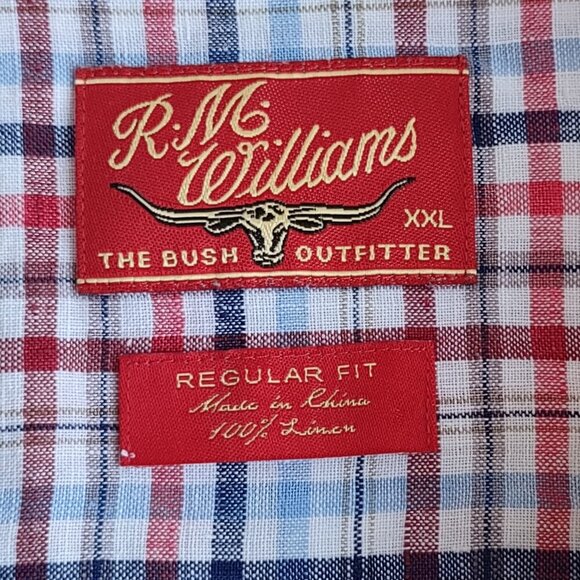 R.M.
Williams
XXL
THE BUSH OUTFITTER
REGULAR FIT
Made in China
100% Linen